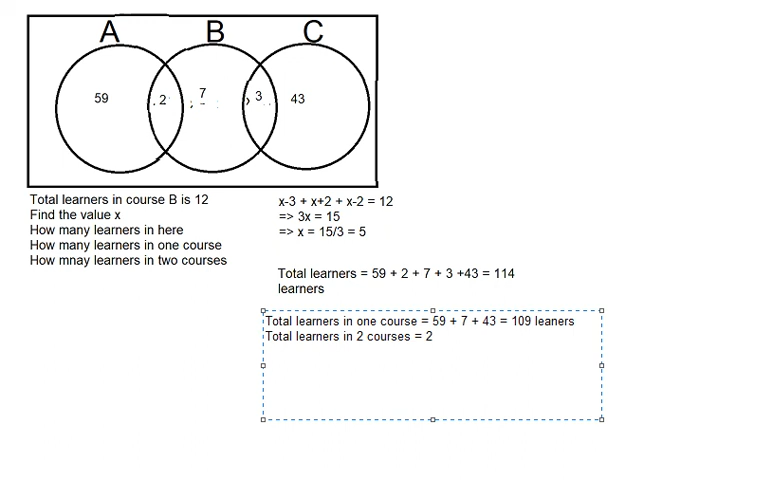 A B C
59 2 7 3 43
Total learners in course B is 12
Find the value x
How many learners in here
How many learners in one course
How mnay learners in two courses
x-3 + x+2 + x-2 = 12
=> 3x = 15
=> x = 15/3 = 5
Total learners = 59 + 2 + 7 + 3 +43 = 114
learners
Total learners in one course = 59 + 7 + 43 = 109 leaners
Total learners in 2 courses = 2